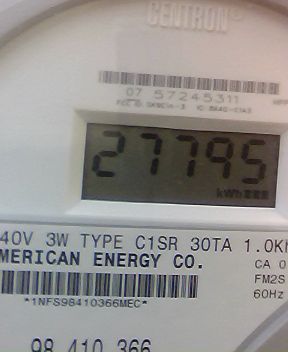 CENTRON®
07 57245311
27795
kWh
40V 3W TYPE C1SR 30TA 1.0K
MERICAN ENERGY CO.
CA 0
FM2S
60Hz
*1NFS98410366MEC*
98 410 366